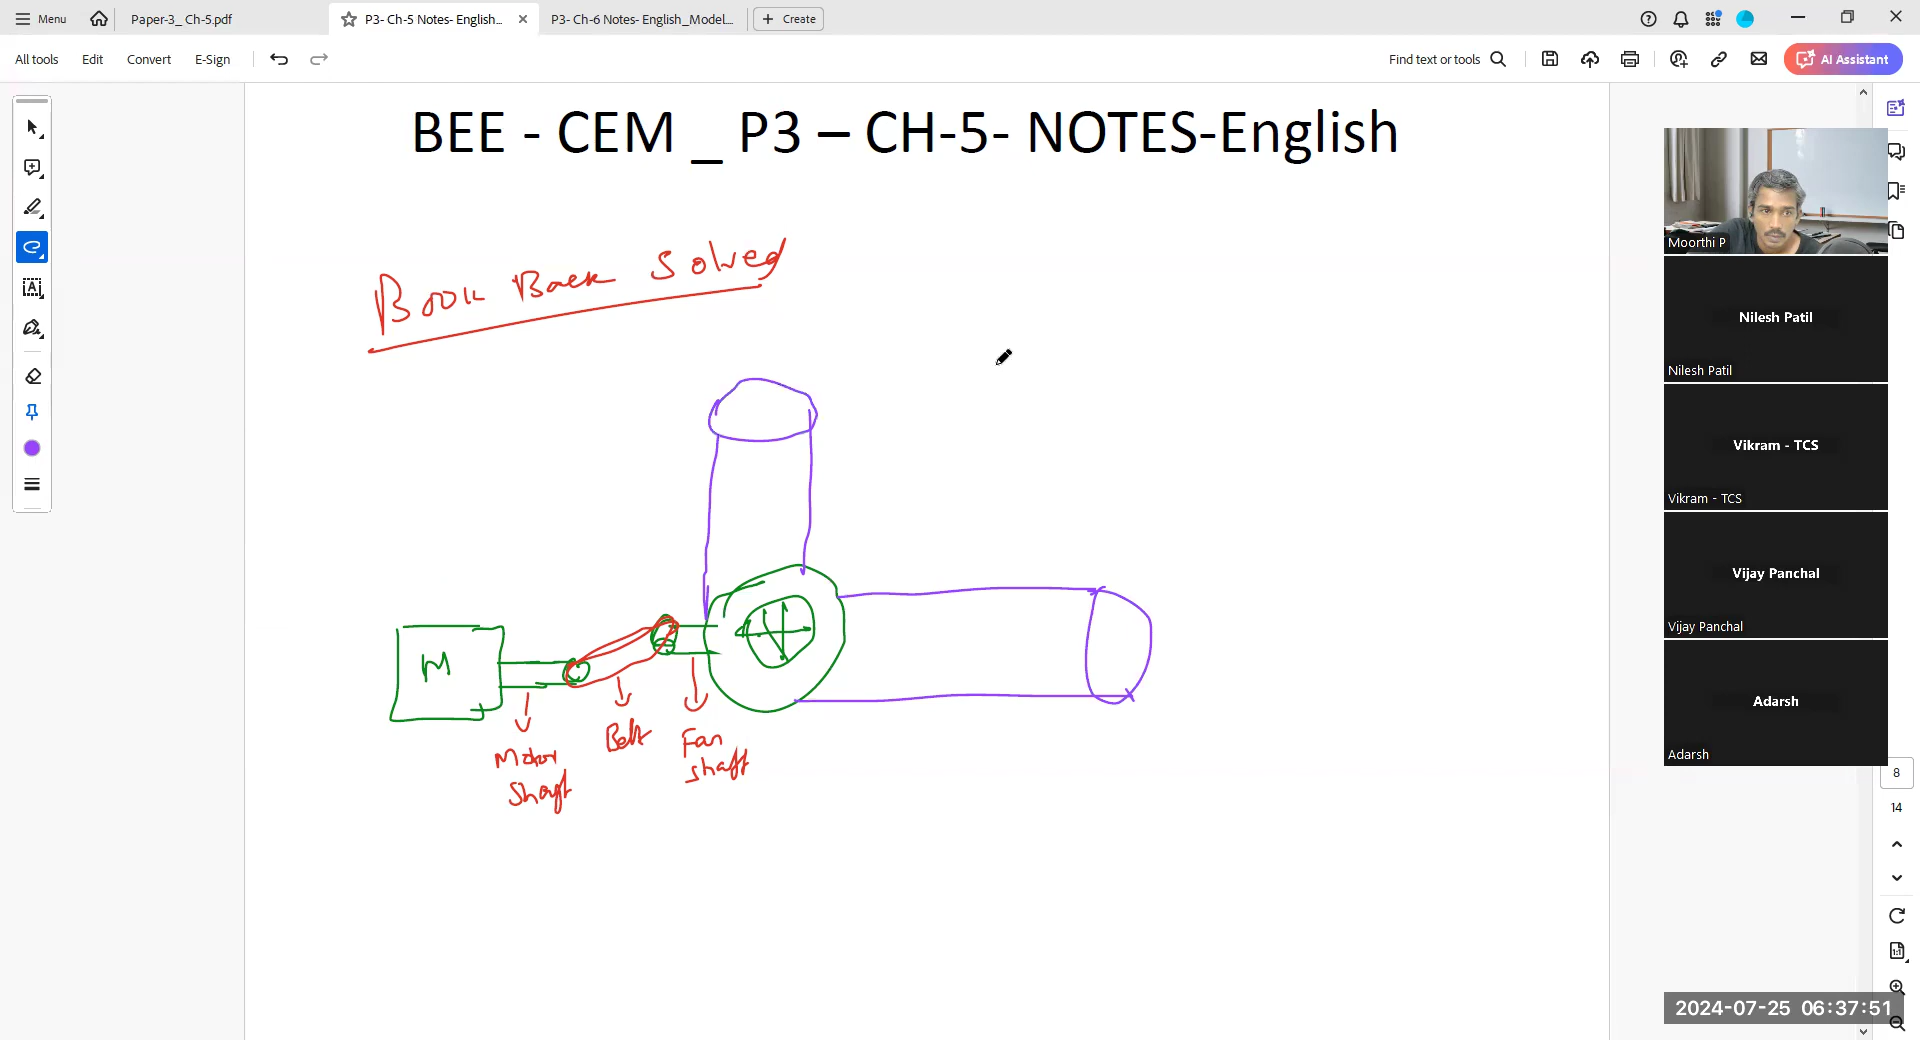 Menu
Paper-3_ Ch-5.pdf
P3- Ch-5 Notes- English...
P3- Ch-6 Notes- English_Model...
+ Create
All tools
Edit
Convert
E-Sign
Find text or tools
AI Assistant
BEE - CEM _ P3 – CH-5- NOTES-English
Book Back Solved
M
Motor
Shaft
Belt
Fan
shaft
Moorthi P
Nilesh Patil
Nilesh Patil
Vikram - TCS
Vikram - TCS
Vijay Panchal
Vijay Panchal
Adarsh
Adarsh
8
14
2024-07-25 06:37:51